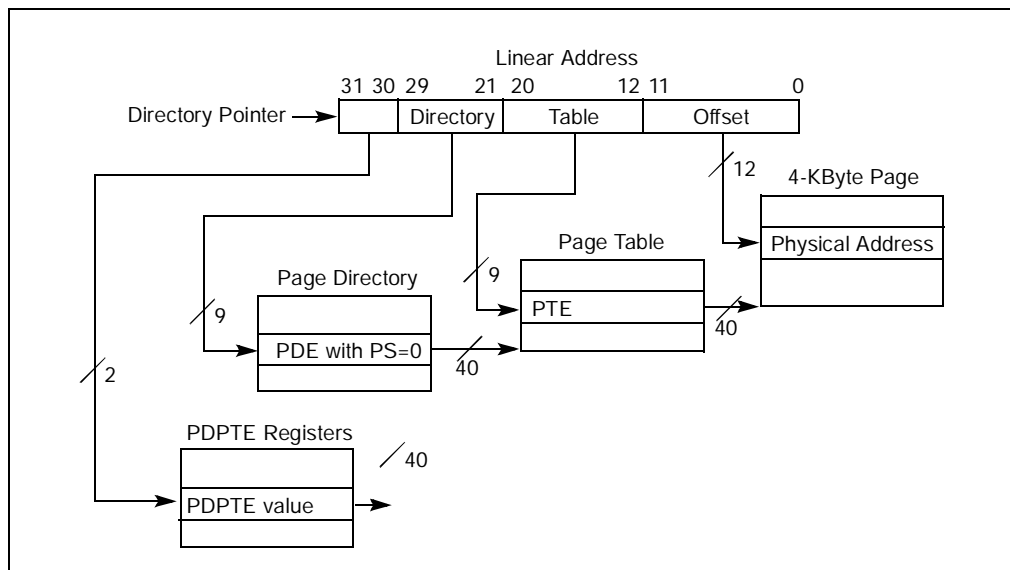 Linear Address
31 30 29 21 20 12 11 0
Directory Pointer Directory Table Offset
12
4-KByte Page
Physical Address
Page Table
9
PTE
40
Page Directory
9
PDE with PS=0
40
2
PDPTE Registers
40
PDPTE value